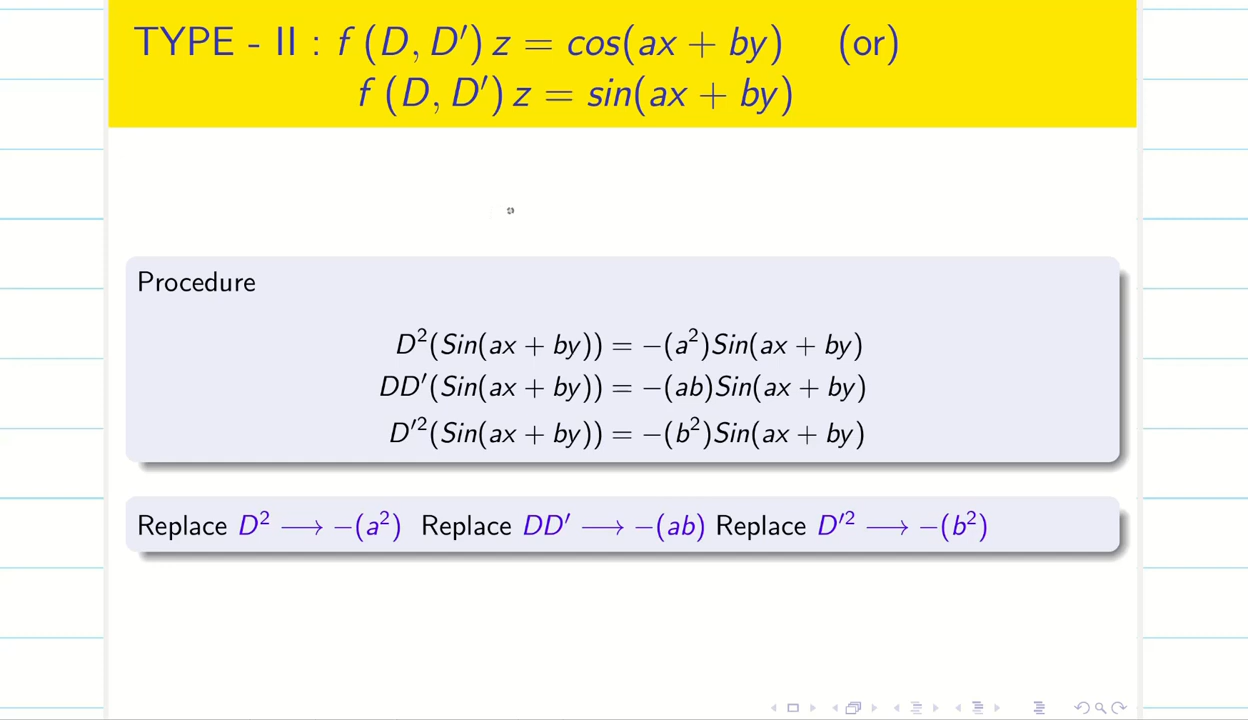 TYPE - II : f (D, D′) z = cos(ax + by) (or)
f (D, D′) z = sin(ax + by)
Procedure
D²(Sin(ax + by)) = −(a²)Sin(ax + by)
DD′(Sin(ax + by)) = −(ab)Sin(ax + by)
D′²(Sin(ax + by)) = −(b²)Sin(ax + by)
Replace D² ⟶ −(a²) Replace DD′ ⟶ −(ab) Replace D′² ⟶ −(b²)